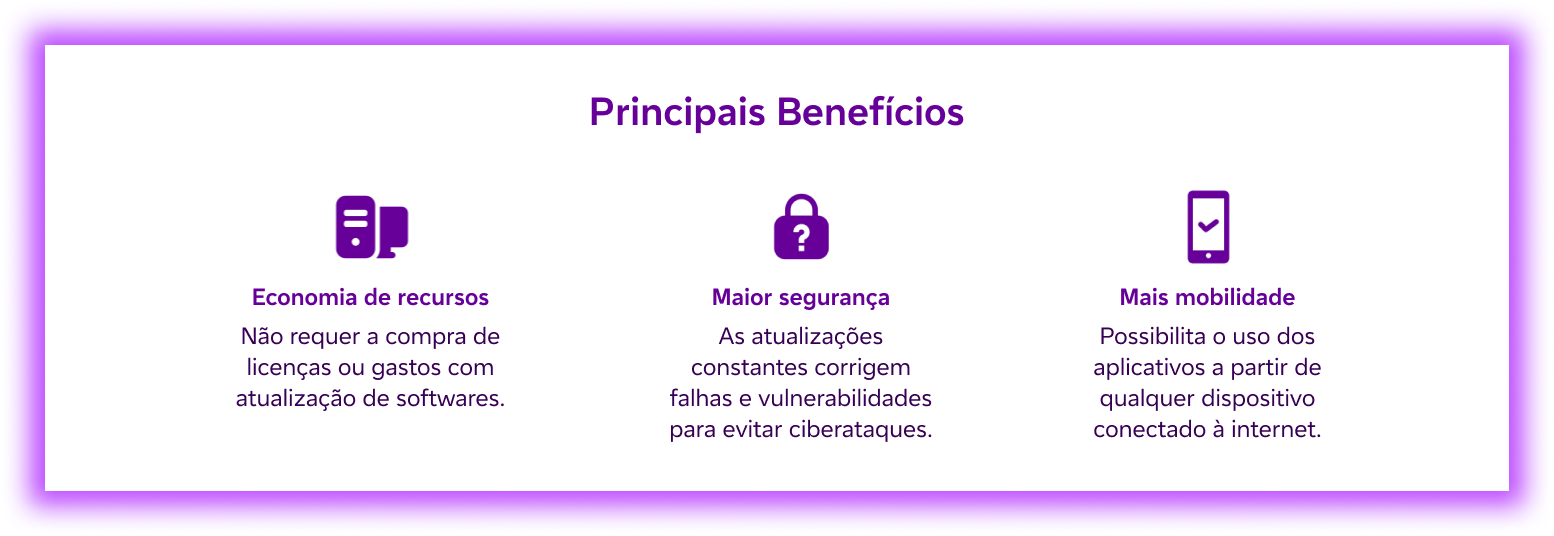 Principais Benefícios
?
Economia de recursos
Não requer a compra de
licenças ou gastos com
atualização de softwares.
Maior segurança
As atualizações
constantes corrigem
falhas e vulnerabilidades
para evitar ciberataques.
Mais mobilidade
Possibilita o uso dos
aplicativos a partir de
qualquer dispositivo
conectado à internet.